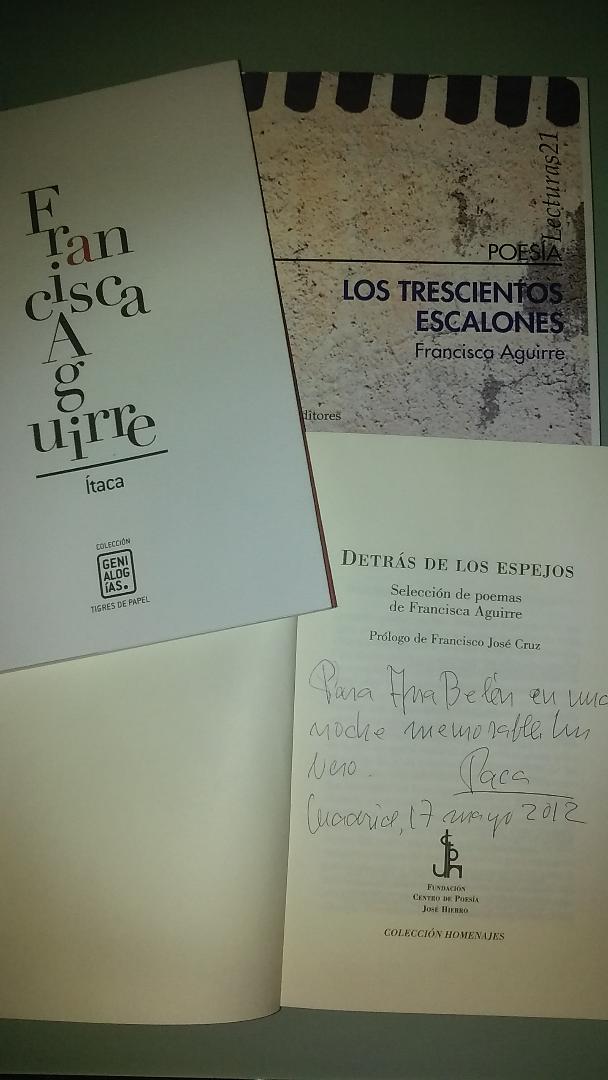 Fran
cisca
Aguirre
Ítaca
COLECCIÓN
GENI
ALOG
ÍAS.
TIGRES DE PAPEL
Lecturas21
POESÍA
LOS TRESCIENTOS
ESCALONES
Francisca Aguirre
ditores
DETRÁS DE LOS ESPEJOS
Selección de poemas
de Francisca Aguirre
Prólogo de Francisco José Cruz
Para Ana Belén en una
noche memorable. Un
beso. Paca
Madrid, 17 mayo 2012
FUNDACIÓN
CENTRO DE POESÍA
JOSÉ HIERRO
COLECCIÓN HOMENAJES